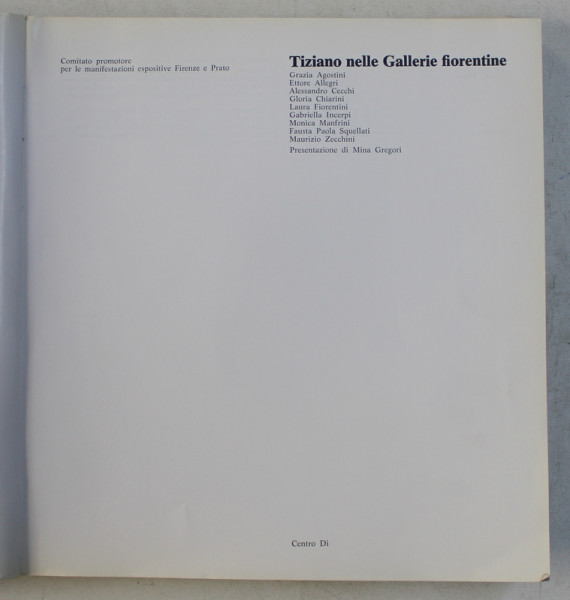 Comitato promotore
per le manifestazioni espositive Firenze e Prato
Tiziano nelle Gallerie fiorentine
Grazia Agostini
Ettore Allegri
Alessandro Cecchi
Gloria Chiarini
Laura Fiorentini
Gabriella Incerpi
Monica Manfrini
Fausta Paola Squellati
Maurizio Zecchini
Presentazione di Mina Gregori
Centro Di